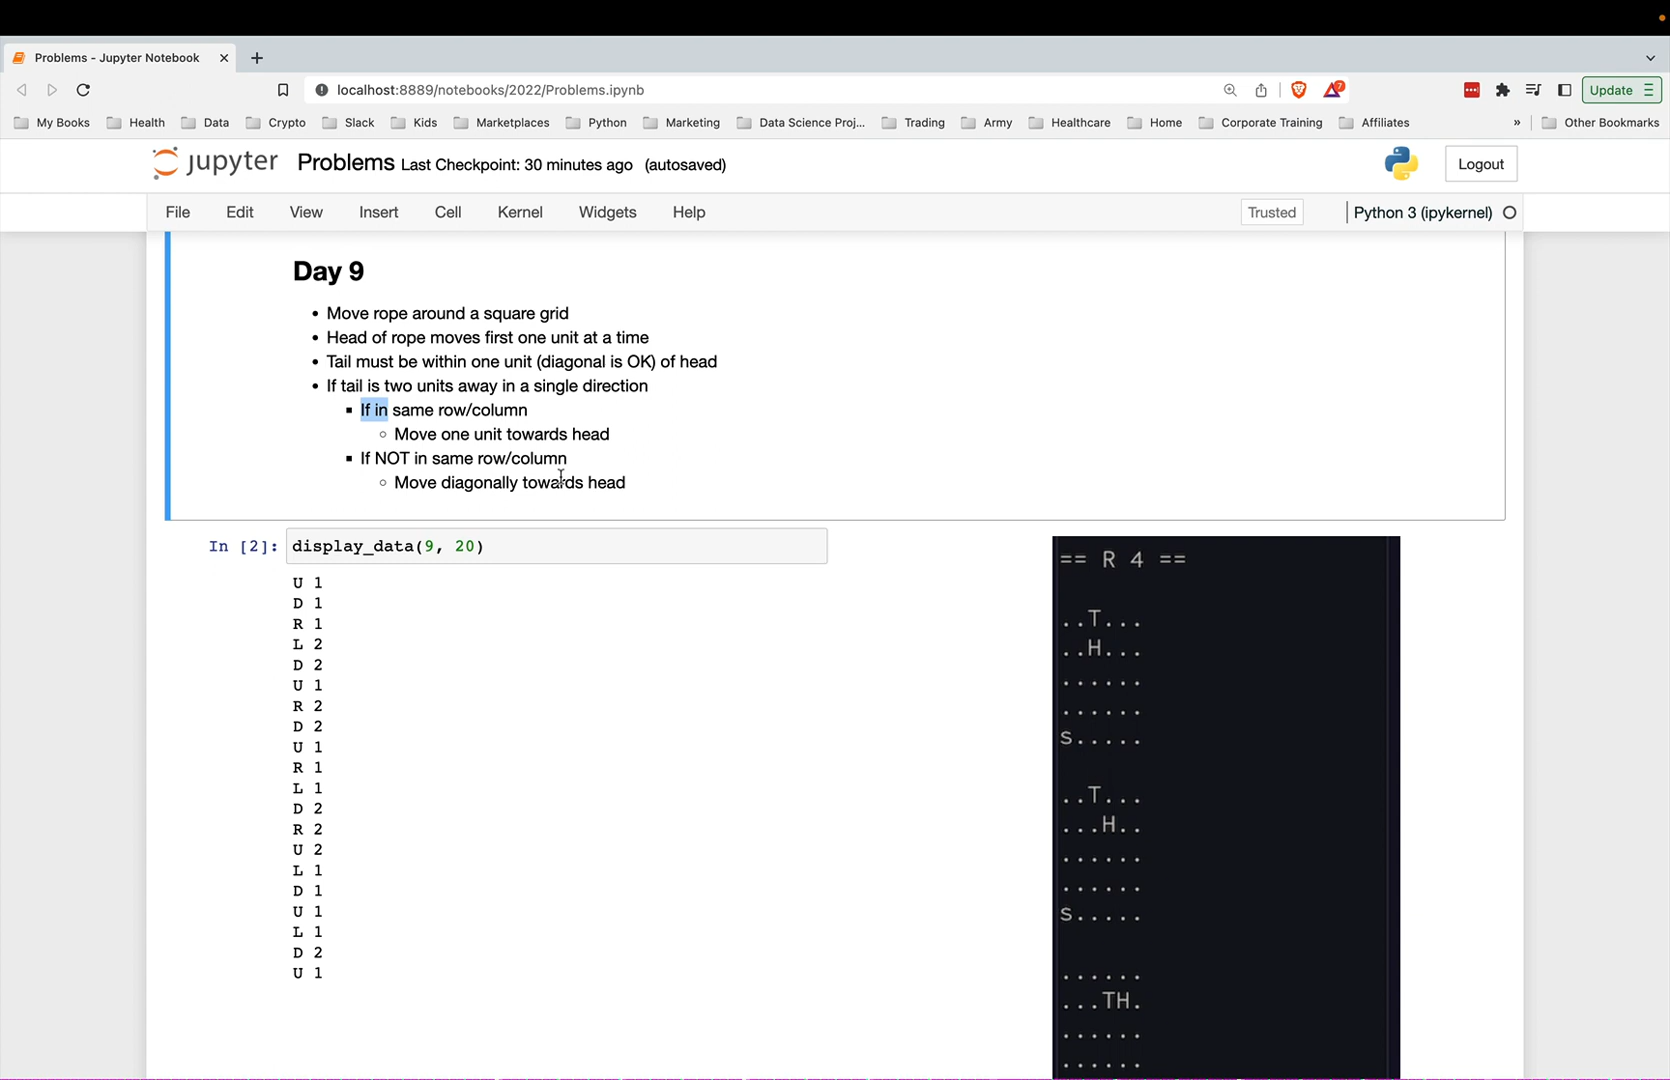 Problems - Jupyter Notebook
localhost:8889/notebooks/2022/Problems.ipynb
7
Update
My Books
Health
Data
Crypto
Slack
Kids
Marketplaces
Python
Marketing
Data Science Proj...
Trading
Army
Healthcare
Home
Corporate Training
Affiliates
»
Other Bookmarks
jupyter
Problems Last Checkpoint: 30 minutes ago (autosaved)
Logout
File
Edit
View
Insert
Cell
Kernel
Widgets
Help
Trusted
Python 3 (ipykernel)
Day 9
• Move rope around a square grid
• Head of rope moves first one unit at a time
• Tail must be within one unit (diagonal is OK) of head
• If tail is two units away in a single direction
▪ If in same row/column
◦ Move one unit towards head
▪ If NOT in same row/column
◦ Move diagonally towards head
In [2]: display_data(9, 20)
U 1
D 1
R 1
L 2
D 2
U 1
R 2
D 2
U 1
R 1
L 1
D 2
R 2
U 2
L 1
D 1
U 1
L 1
D 2
U 1
== R 4 ==
..T...
..H...
......
......
s.....
..T...
...H..
......
......
s.....
......
...TH.
......
......